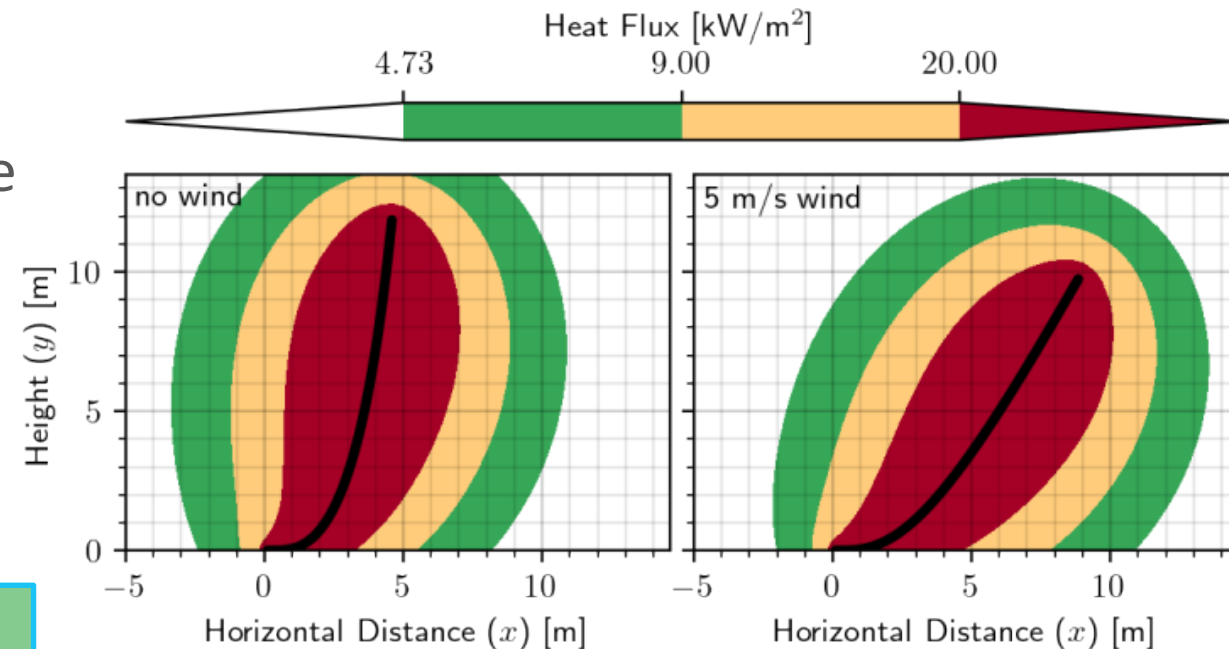 Heat Flux [kW/m²]
4.73 9.00 20.00
e
no wind
5 m/s wind
Height (y) [m]
10
5
0
−5 0 5 10
−5 0 5 10
Horizontal Distance (x) [m]
Horizontal Distance (x) [m]